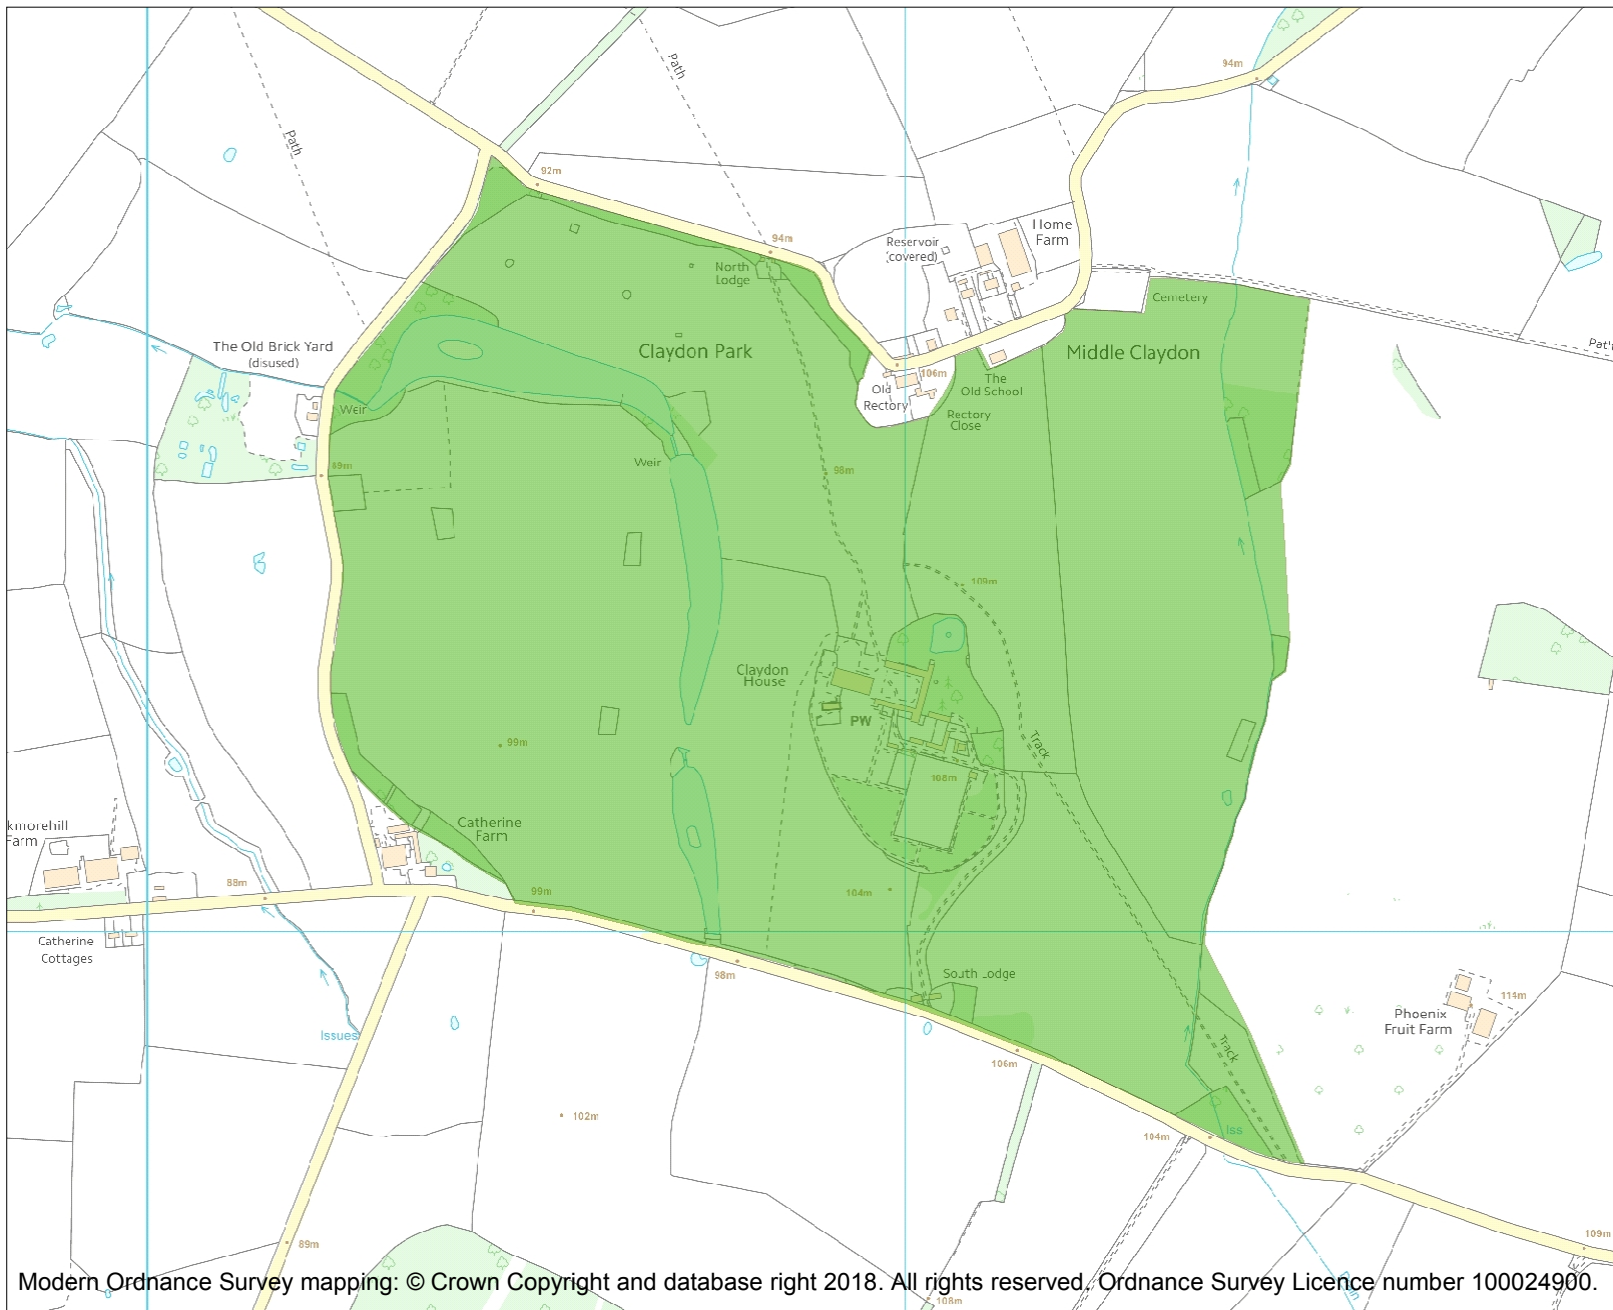 94m
Path
Path
92m
Home
Farm
94m
Reservoir
(covered)
North
Lodge
Cemetery
The Old Brick Yard
(disused)
Claydon Park
Middle Claydon
Path
106m
The
Old School
Old
Rectory
Weir
Rectory
Close
Weir
89m
98m
109m
Claydon
House
PW
99m
Track
108m
kmorehill
Farm
Catherine
Farm
88m
99m
104m
Catherine
Cottages
98m
South Lodge
114m
Phoenix
Fruit Farm
Issues
Track
106m
102m
104m
Iss
89m
109m
108m
Modern Ordnance Survey mapping: © Crown Copyright and database right 2018. All rights reserved. Ordnance Survey Licence number 100024900.